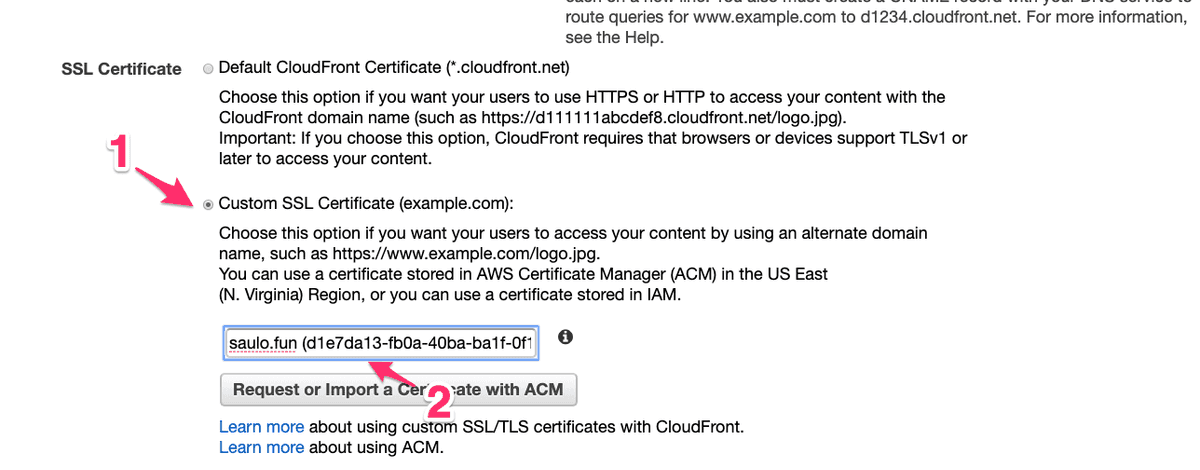 route queries for www.example.com to d1234.cloudfront.net. For more information,
see the Help.
SSL Certificate
Default CloudFront Certificate (*.cloudfront.net)
Choose this option if you want your users to use HTTPS or HTTP to access your content with the
CloudFront domain name (such as https://d111111abcdef8.cloudfront.net/logo.jpg).
Important: If you choose this option, CloudFront requires that browsers or devices support TLSv1 or
later to access your content.
1
Custom SSL Certificate (example.com):
Choose this option if you want your users to access your content by using an alternate domain
name, such as https://www.example.com/logo.jpg.
You can use a certificate stored in AWS Certificate Manager (ACM) in the US East
(N. Virginia) Region, or you can use a certificate stored in IAM.
saulo.fun (d1e7da13-fb0a-40ba-ba1f-0f1
Request or Import a Certificate with ACM
2
Learn more about using custom SSL/TLS certificates with CloudFront.
Learn more about using ACM.